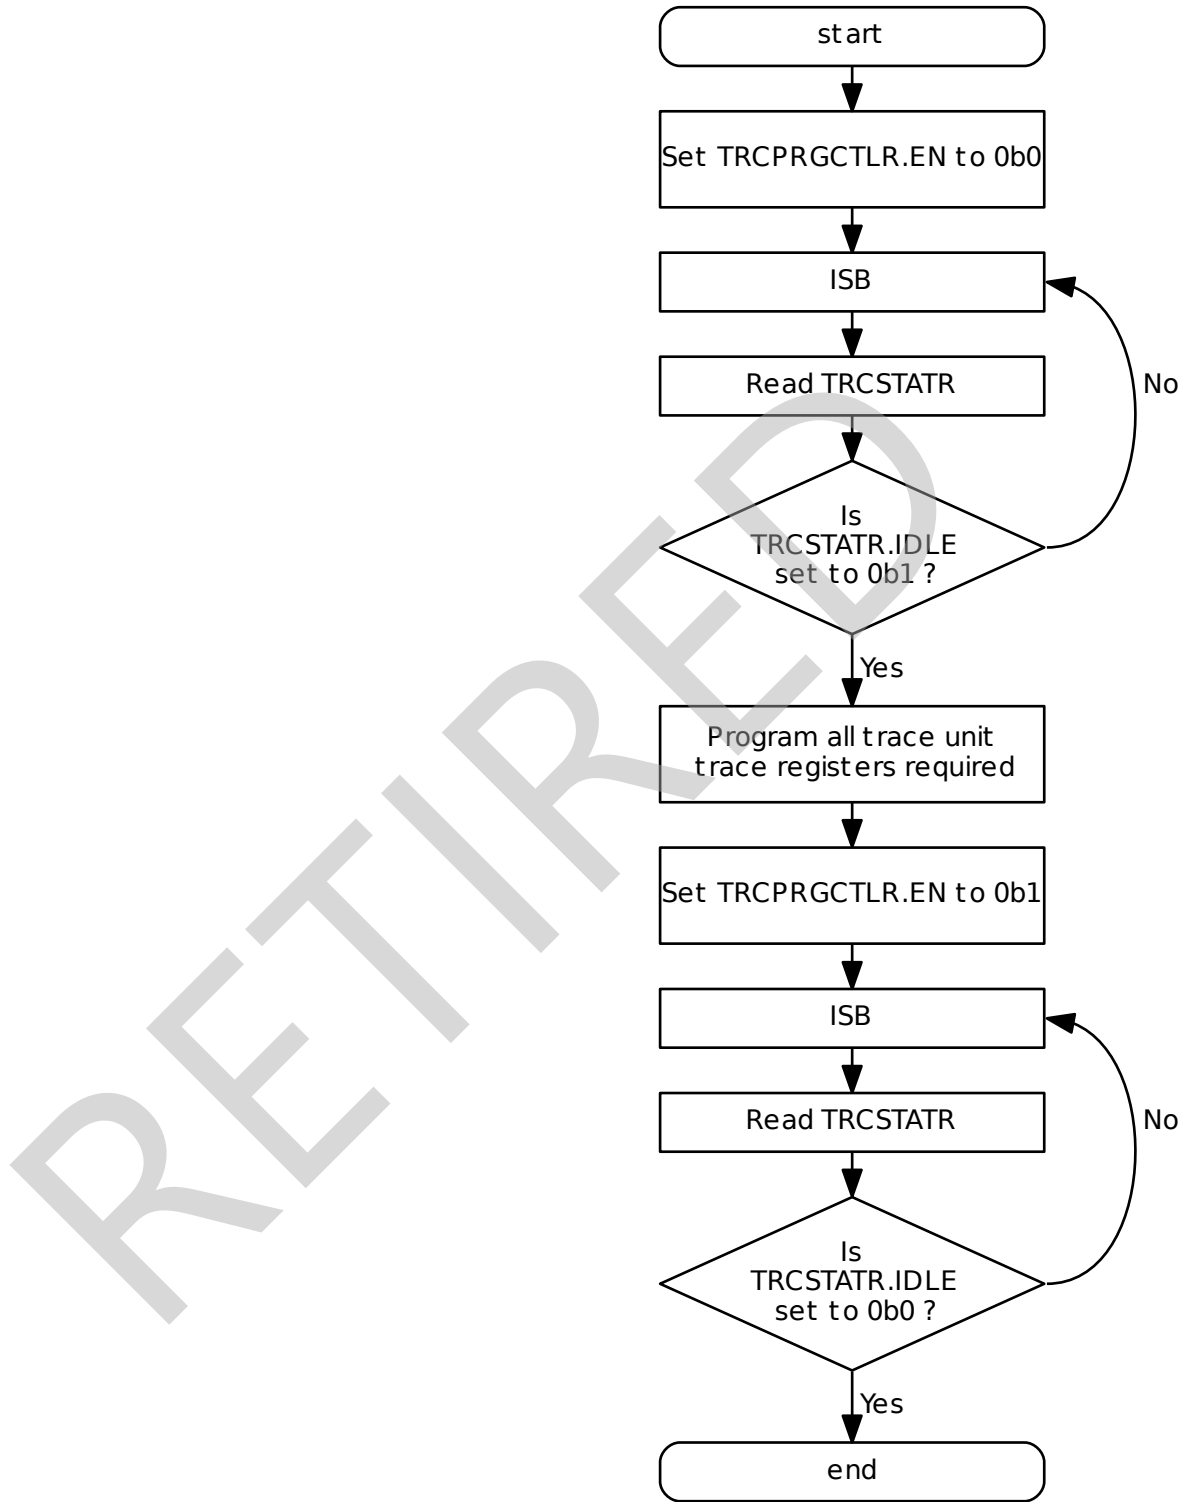 start
Set TRCPRGCTLR.EN to 0b0
ISB
Read TRCSTATR
No
Is
TRCSTATR.IDLE
set to 0b1 ?
Yes
Program all trace unit
trace registers required
Set TRCPRGCTLR.EN to 0b1
ISB
Read TRCSTATR
No
Is
TRCSTATR.IDLE
set to 0b0 ?
Yes
end
RETIRED